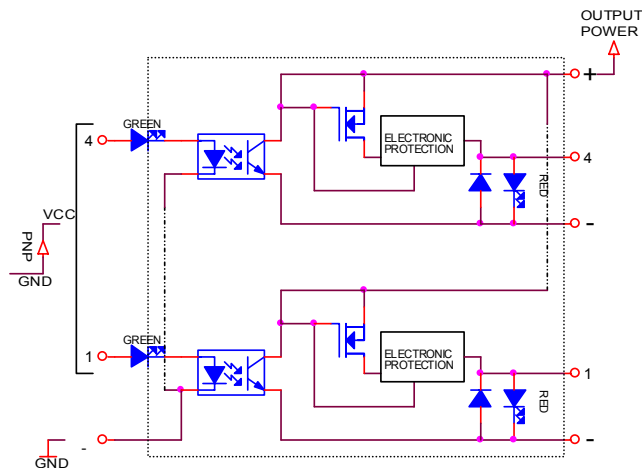 OUTPUT
POWER
+
GREEN
4
ELECTRONIC
PROTECTION
4
RED
VCC
PNP
GND
-
GREEN
1
ELECTRONIC
PROTECTION
1
RED
-
-
GND